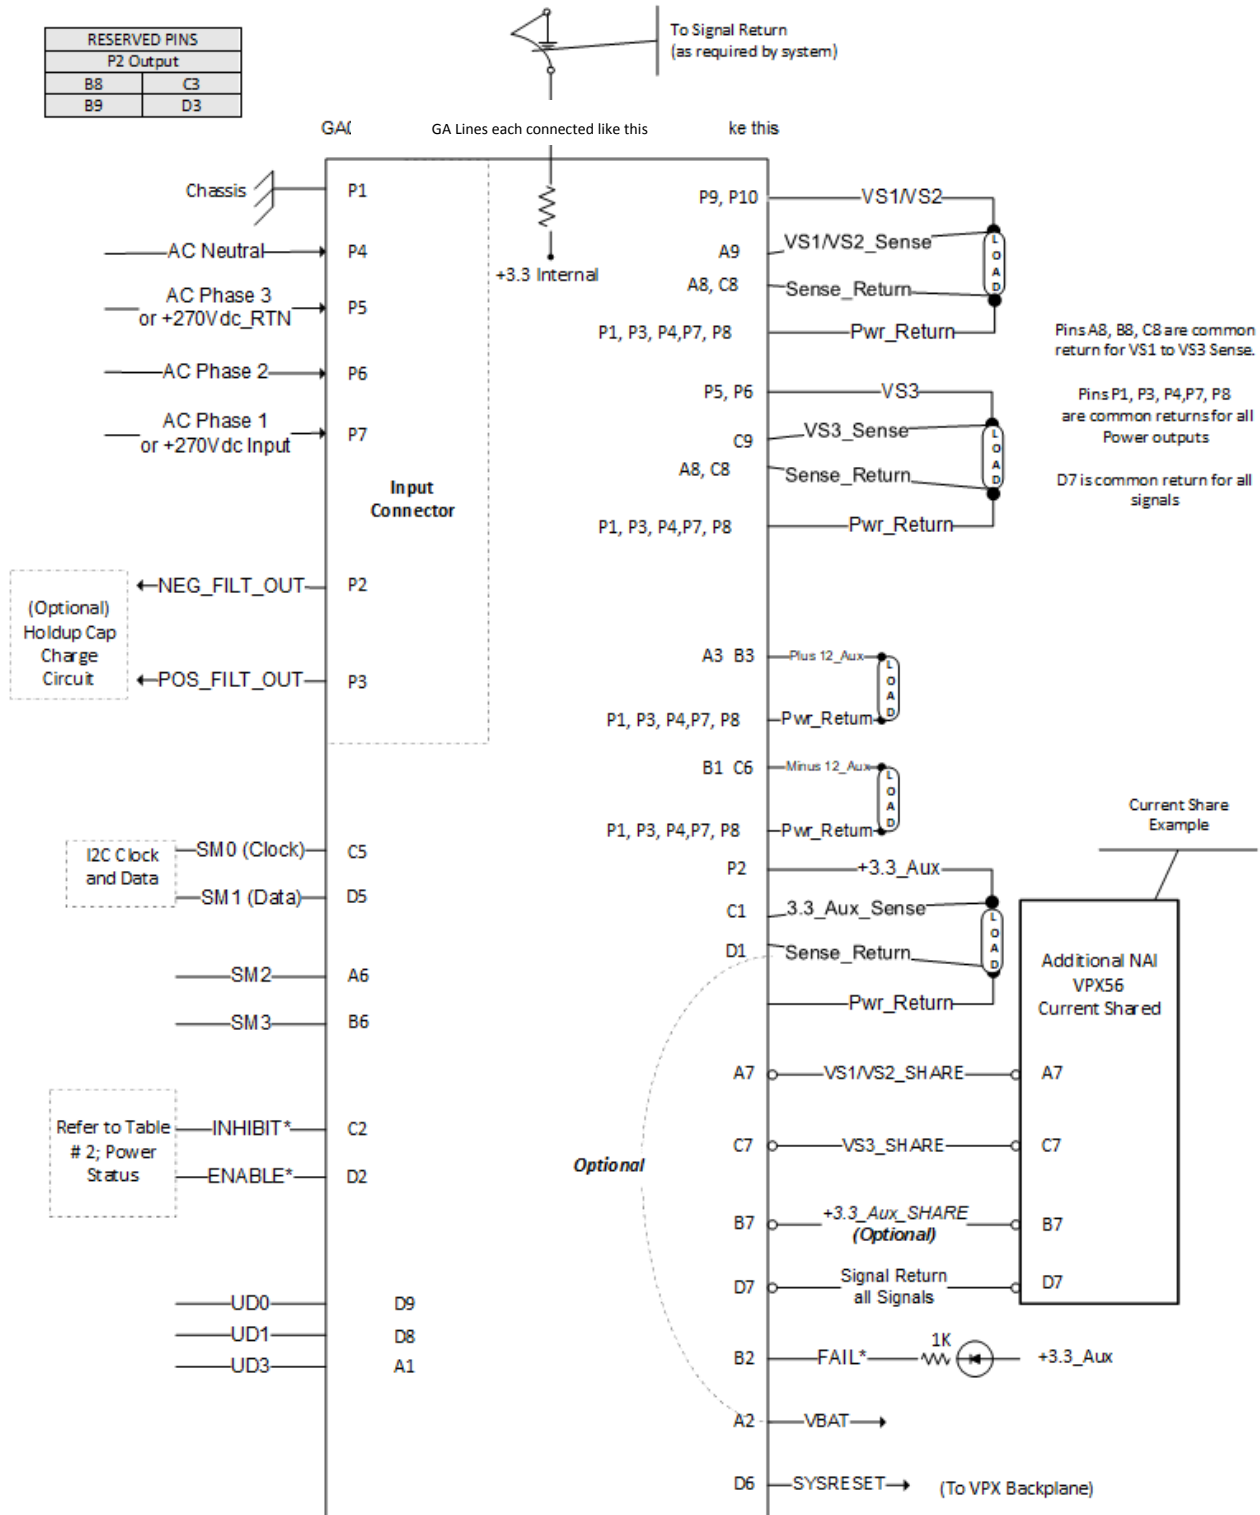 RESERVED PINS
P2 Output
B8 C3
B9 D3
To Signal Return
(as required by system)
GA0
GA Lines each connected like this
ke this
Chassis
P1
AC Neutral
P4
AC Phase 3
or +270Vdc_RTN
P5
AC Phase 2
P6
AC Phase 1
or +270Vdc Input
P7
Input
Connector
+3.3 Internal
(Optional)
Holdup Cap
Charge
Circuit
NEG_FILT_OUT
P2
POS_FILT_OUT
P3
I2C Clock
and Data
SM0 (Clock)
C5
SM1 (Data)
D5
SM2
A6
SM3
B6
Refer to Table
# 2; Power
Status
INHIBIT*
C2
ENABLE*
D2
UD0
D9
UD1
D8
UD3
A1
P9, P10
VS1/VS2
A9
VS1/VS2_Sense
A8, C8
Sense_Return
P1, P3, P4,P7, P8
Pwr_Return
LOAD
P5, P6
VS3
C9
VS3_Sense
A8, C8
Sense_Return
P1, P3, P4,P7, P8
Pwr_Return
LOAD
Pins A8, B8, C8 are common
return for VS1 to VS3 Sense.
Pins P1, P3, P4,P7, P8
are common returns for all
Power outputs
D7 is common return for all
signals
A3 B3
Plus 12_Aux
P1, P3, P4,P7, P8
Pwr_Return
LOAD
B1 C6
Minus 12_Aux
P1, P3, P4,P7, P8
Pwr_Return
LOAD
P2
+3.3_Aux
C1
3.3_Aux_Sense
D1
Sense_Return
Pwr_Return
LOAD
Current Share
Example
Additional NAI
VPX56
Current Shared
Optional
A7
VS1/VS2_SHARE
A7
C7
VS3_SHARE
C7
B7
+3.3_Aux_SHARE
(Optional)
B7
D7
Signal Return
all Signals
D7
B2
FAIL*
1K
+3.3_Aux
A2
VBAT
D6
SYSRESET
(To VPX Backplane)